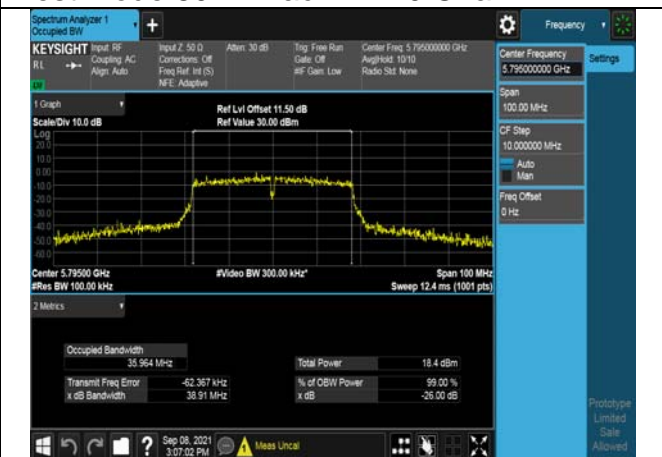 Spectrum Analyzer 1
Occupied BW
+
Frequency
KEYSIGHT
RL
Input: RF
Coupling: AC
Align: Auto
Input Z: 50 Ω
Corrections: Off
Freq Ref: Int (S)
NFE: Adaptive
Atten: 30 dB
Trig: Free Run
Gate: Off
#IF Gain: Low
Center Freq: 5.795000000 GHz
Avg|Hold: 10/10
Radio Std: None
Center Frequency
5.795000000 GHz
Settings
Span
100.00 MHz
CF Step
10.000000 MHz
Auto
Man
Freq Offset
0 Hz
1 Graph
Scale/Div 10.0 dB
Ref Lvl Offset 11.50 dB
Ref Value 30.00 dBm
Log
20.0
10.0
0.00
-10.0
-20.0
-30.0
-40.0
-50.0
-60.0
Center 5.79500 GHz
#Res BW 100.00 kHz
#Video BW 300.00 kHz*
Span 100 MHz
Sweep 12.4 ms (1001 pts)
2 Metrics
Occupied Bandwidth
35.964 MHz
Total Power 18.4 dBm
Transmit Freq Error -62.367 kHz
% of OBW Power 99.00 %
x dB Bandwidth 38.91 MHz
x dB -26.00 dB
Prototype
Limited
Sale
Allowed
?
Sep 08, 2021
3:07:02 PM
Meas Uncal